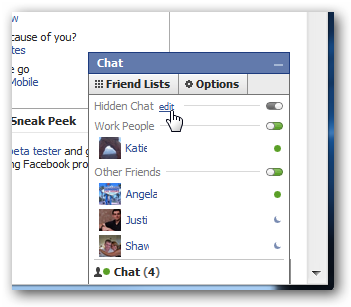 w
cause of you?
tes
e go
Mobile
Sneak Peek
beta tester and g
ng Facebook pro
Chat
Friend Lists
Options
Hidden Chat edit
Work People
Katie
Other Friends
Angela
Justi
Shaw
Chat (4)